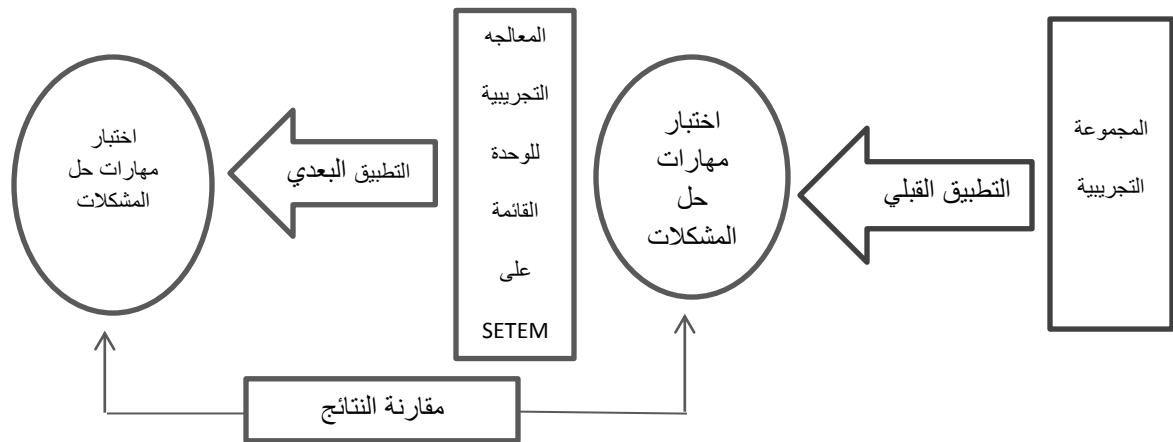 المجموعة
التجريبية
التطبيق القبلي
اختبار
مهارات
حل
المشكلات
المعالجه
التجريبية
للوحدة
القائمة
على
SETEM
التطبيق البعدي
اختبار
مهارات حل
المشكلات
مقارنة النتائج